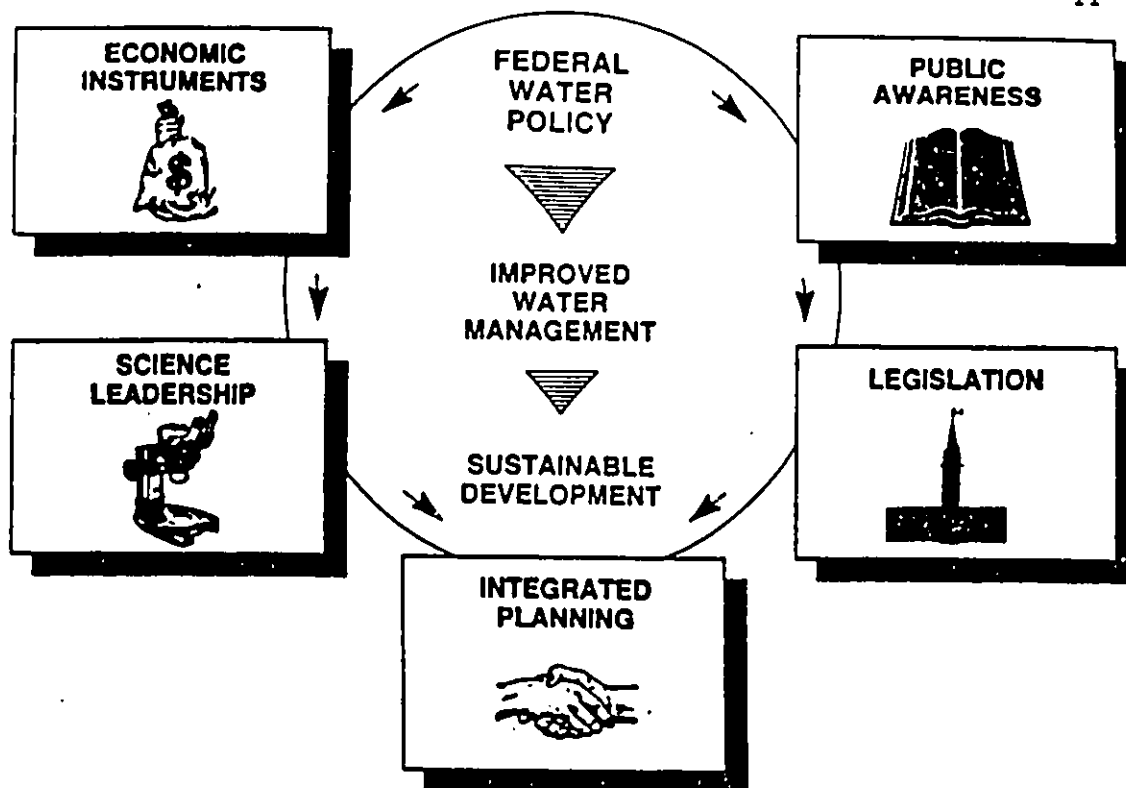 ECONOMIC
INSTRUMENTS
$
FEDERAL
WATER
POLICY
PUBLIC
AWARENESS
IMPROVED
WATER
MANAGEMENT
SCIENCE
LEADERSHIP
LEGISLATION
SUSTAINABLE
DEVELOPMENT
INTEGRATED
PLANNING